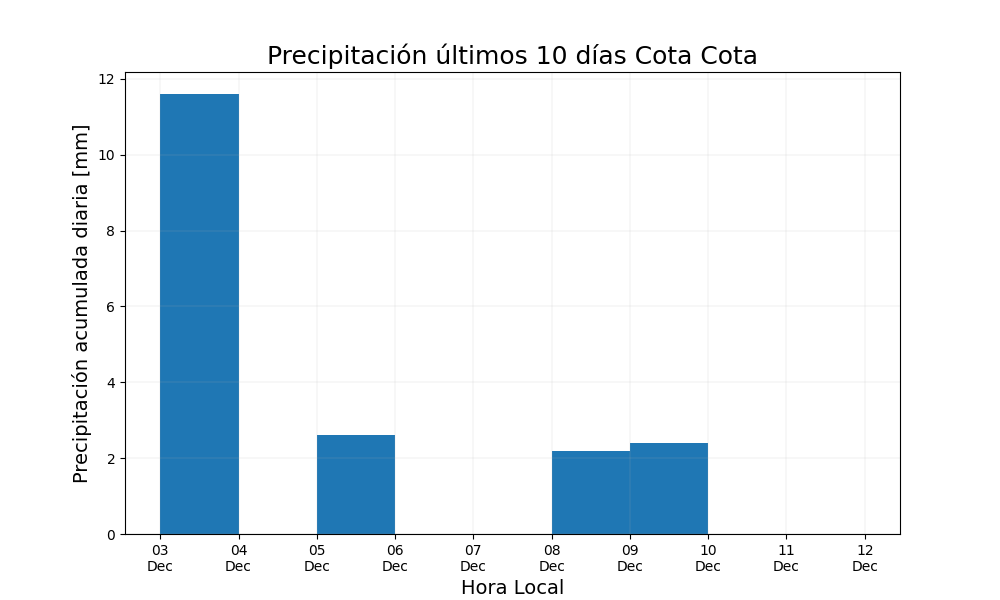 Precipitación últimos 10 días Cota Cota
Precipitación acumulada diaria [mm]
12
10
8
6
4
2
0
03 04 05 06 07 08 09 10 11 12
Dec Dec Dec Dec Dec Dec Dec Dec Dec Dec
Hora Local